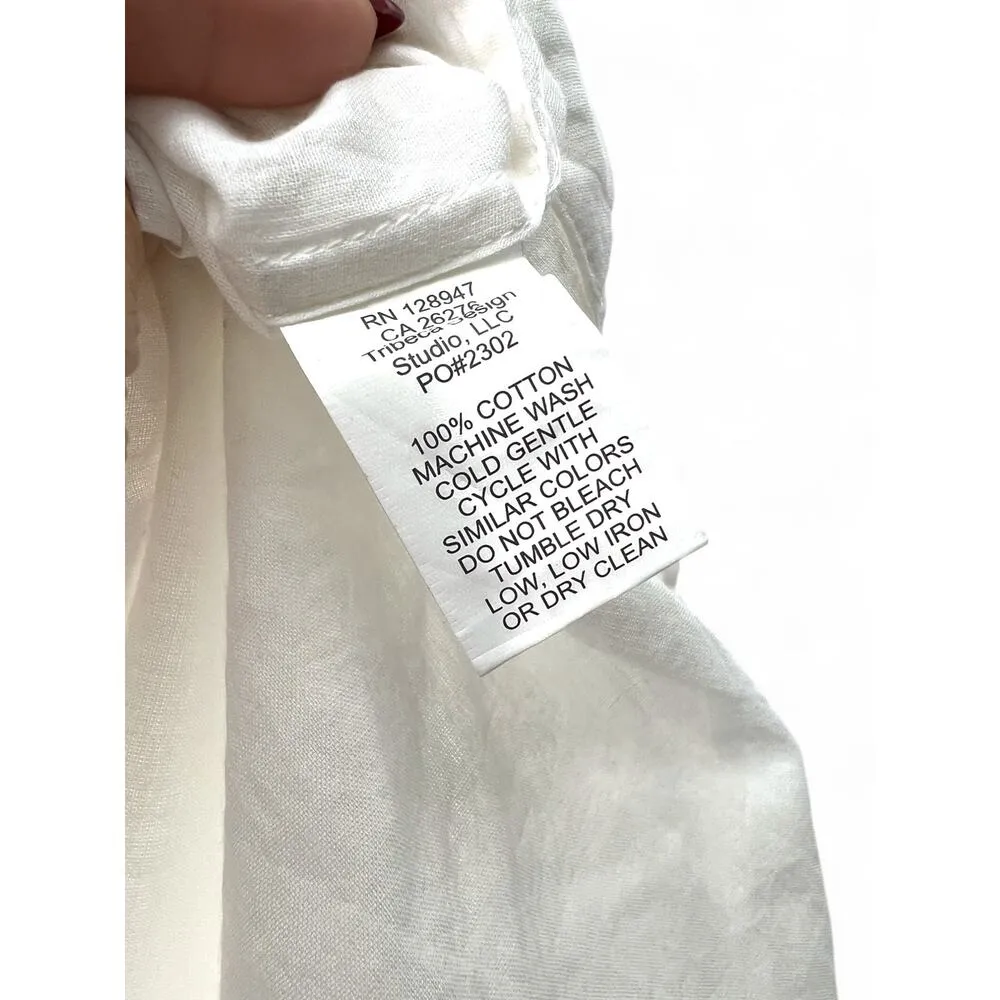 RN 128947
CA 26276
Tribeca Design
Studio, LLC
PO#2302
100% COTTON
MACHINE WASH
COLD GENTLE
CYCLE WITH
SIMILAR COLORS
DO NOT BLEACH
TUMBLE DRY
LOW, LOW IRON
OR DRY CLEAN